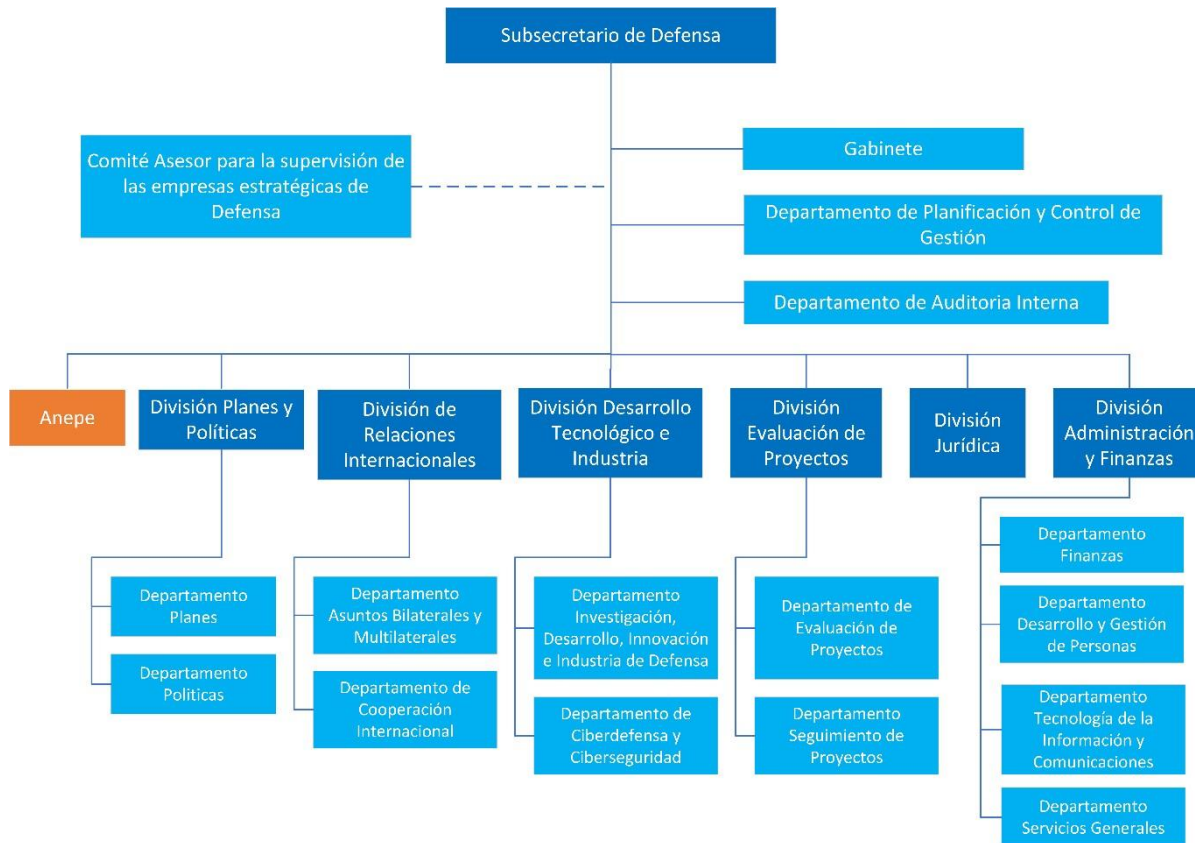 Subsecretario de Defensa
Comité Asesor para la supervisión de
las empresas estratégicas de
Defensa
Gabinete
Departamento de Planificación y Control de
Gestión
Departamento de Auditoria Interna
Anepe
División Planes y
Políticas
División de
Relaciones
Internacionales
División Desarrollo
Tecnológico e
Industria
División
Evaluación de
Proyectos
División
Jurídica
División
Administración
y Finanzas
Departamento
Planes
Departamento
Politicas
Departamento
Asuntos Bilaterales y
Multilaterales
Departamento de
Cooperación
Internacional
Departamento
Investigación,
Desarrollo, Innovación
e Industria de Defensa
Departamento de
Ciberdefensa y
Ciberseguridad
Departamento de
Evaluación de
Proyectos
Departamento
Seguimiento de
Proyectos
Departamento
Finanzas
Departamento
Desarrollo y Gestión
de Personas
Departamento
Tecnología de la
Información y
Comunicaciones
Departamento
Servicios Generales